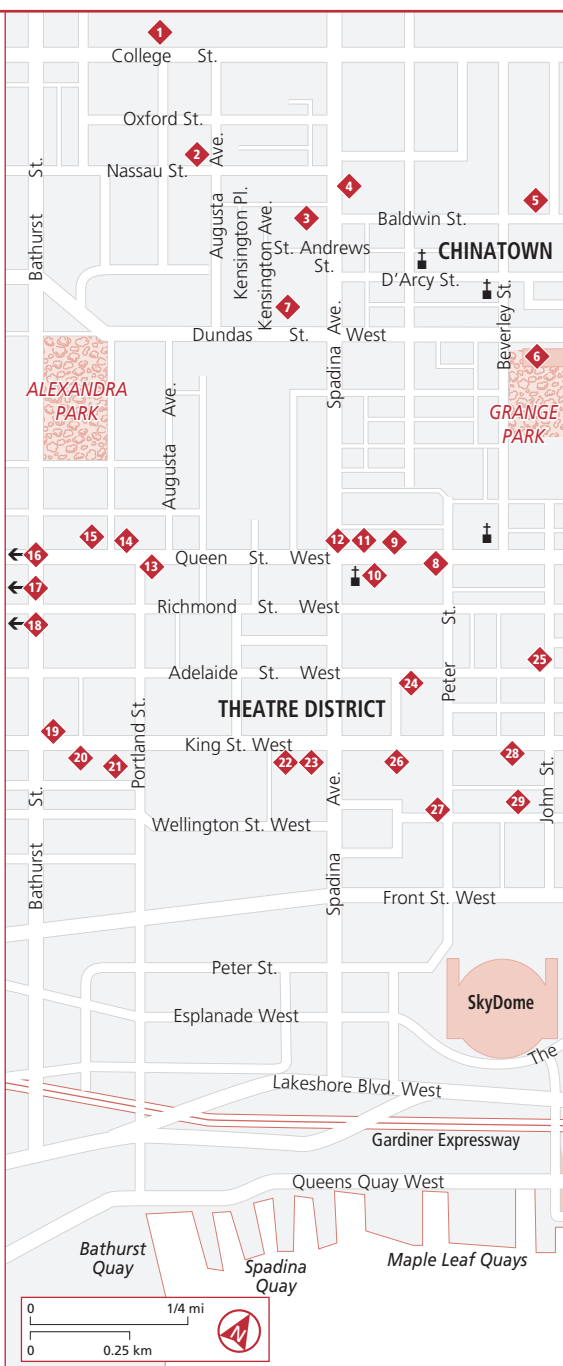 1
College St.
Oxford St.
2
Nassau St.
Augusta Ave.
Bathurst St.
4
5
3
Kensington Pl.
Kensington Ave.
Baldwin St.
St. Andrews St.
CHINATOWN
D'Arcy St.
7
Beverley St.
Dundas St. West
Spadina Ave.
6
ALEXANDRA
PARK
GRANGE
PARK
Augusta Ave.
15
14
12
11
9
16
13
Queen St. West
8
10
17
Richmond St. West
18
Peter St.
25
Adelaide St. West
24
THEATRE DISTRICT
19
Portland St.
King St. West
20
21
22
23
26
28
27
29
John St.
Wellington St. West
Bathurst St.
Spadina Ave.
Front St. West
Peter St.
SkyDome
Esplanade West
The
Lakeshore Blvd. West
Gardiner Expressway
Queens Quay West
Bathurst
Quay
Spadina
Quay
Maple Leaf Quays
0 1/4 mi
0 0.25 km
N